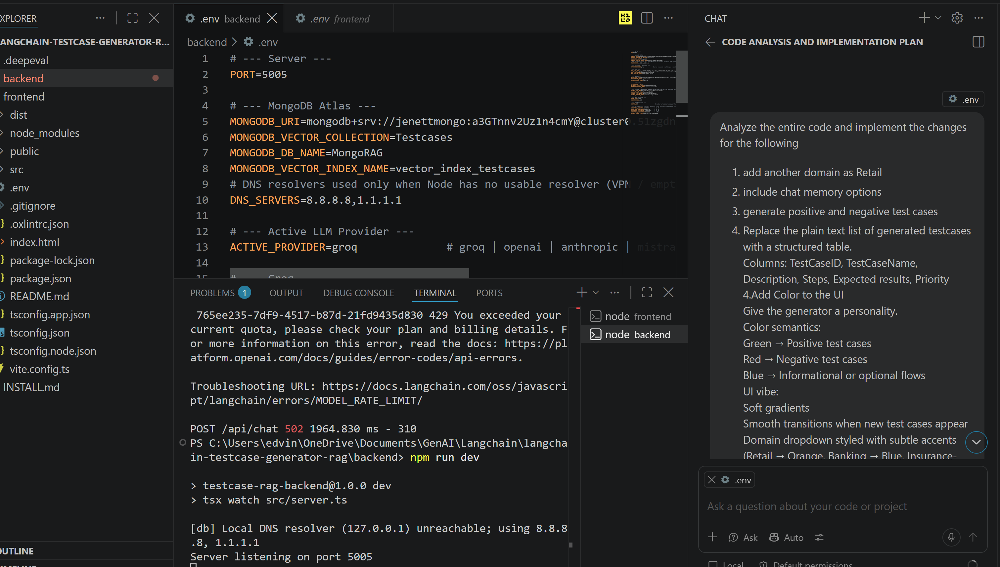 XPLORER
ANGCHAIN-TESTCASE-GENERATOR-R...
.deepeval
backend
frontend
dist
node_modules
public
src
.env
.gitignore
.oxlintrc.json
index.html
package-lock.json
package.json
README.md
tsconfig.app.json
tsconfig.json
tsconfig.node.json
vite.config.ts
INSTALL.md
OUTLINE
.env backend
.env frontend
backend > .env
1 # --- Server ---
2 PORT=5005
3
4 # --- MongoDB Atlas ---
5 MONGODB_URI=mongodb+srv://jenettmongo:a3GTnnv2Uz1n4cmY@cluster0.51zgdn
6 MONGODB_VECTOR_COLLECTION=Testcases
7 MONGODB_DB_NAME=MongoRAG
8 MONGODB_VECTOR_INDEX_NAME=vector_index_testcases
9 # DNS resolvers used only when Node has no usable resolver (VPN / empt
10 DNS_SERVERS=8.8.8.8,1.1.1.1
11
12 # --- Active LLM Provider ---
13 ACTIVE_PROVIDER=groq # groq | openai | anthropic | mistra
14
15 # Groq
PROBLEMS 1 OUTPUT DEBUG CONSOLE TERMINAL PORTS
765ee235-7df9-4517-b87d-21fd9435d830 429 You exceeded your
current quota, please check your plan and billing details. F
or more information on this error, read the docs: https://pl
atform.openai.com/docs/guides/error-codes/api-errors.
Troubleshooting URL: https://docs.langchain.com/oss/javascri
pt/langchain/errors/MODEL_RATE_LIMIT/
POST /api/chat 502 1964.830 ms - 310
PS C:\Users\edvin\OneDrive\Documents\GenAI\Langchain\langcha
in-testcase-generator-rag\backend> npm run dev
> testcase-rag-backend@1.0.0 dev
> tsx watch src/server.ts
[db] Local DNS resolver (127.0.0.1) unreachable; using 8.8.8
.8, 1.1.1.1
Server listening on port 5005
node frontend
node backend
CHAT
CODE ANALYSIS AND IMPLEMENTATION PLAN
.env
Analyze the entire code and implement the changes
for the following
1. add another domain as Retail
2. include chat memory options
3. generate positive and negative test cases
4. Replace the plain text list of generated testcases
with a structured table.
Columns: TestCaseID, TestCaseName,
Description, Steps, Expected results, Priority
4.Add Color to the UI
Give the generator a personality.
Color semantics:
Green → Positive test cases
Red → Negative test cases
Blue → Informational or optional flows
UI vibe:
Soft gradients
Smooth transitions when new test cases appear
Domain dropdown styled with subtle accents
(Retail → Orange, Banking → Blue, Insurance-
.env
Ask a question about your code or project
Ask
Auto
Local
Default permissions